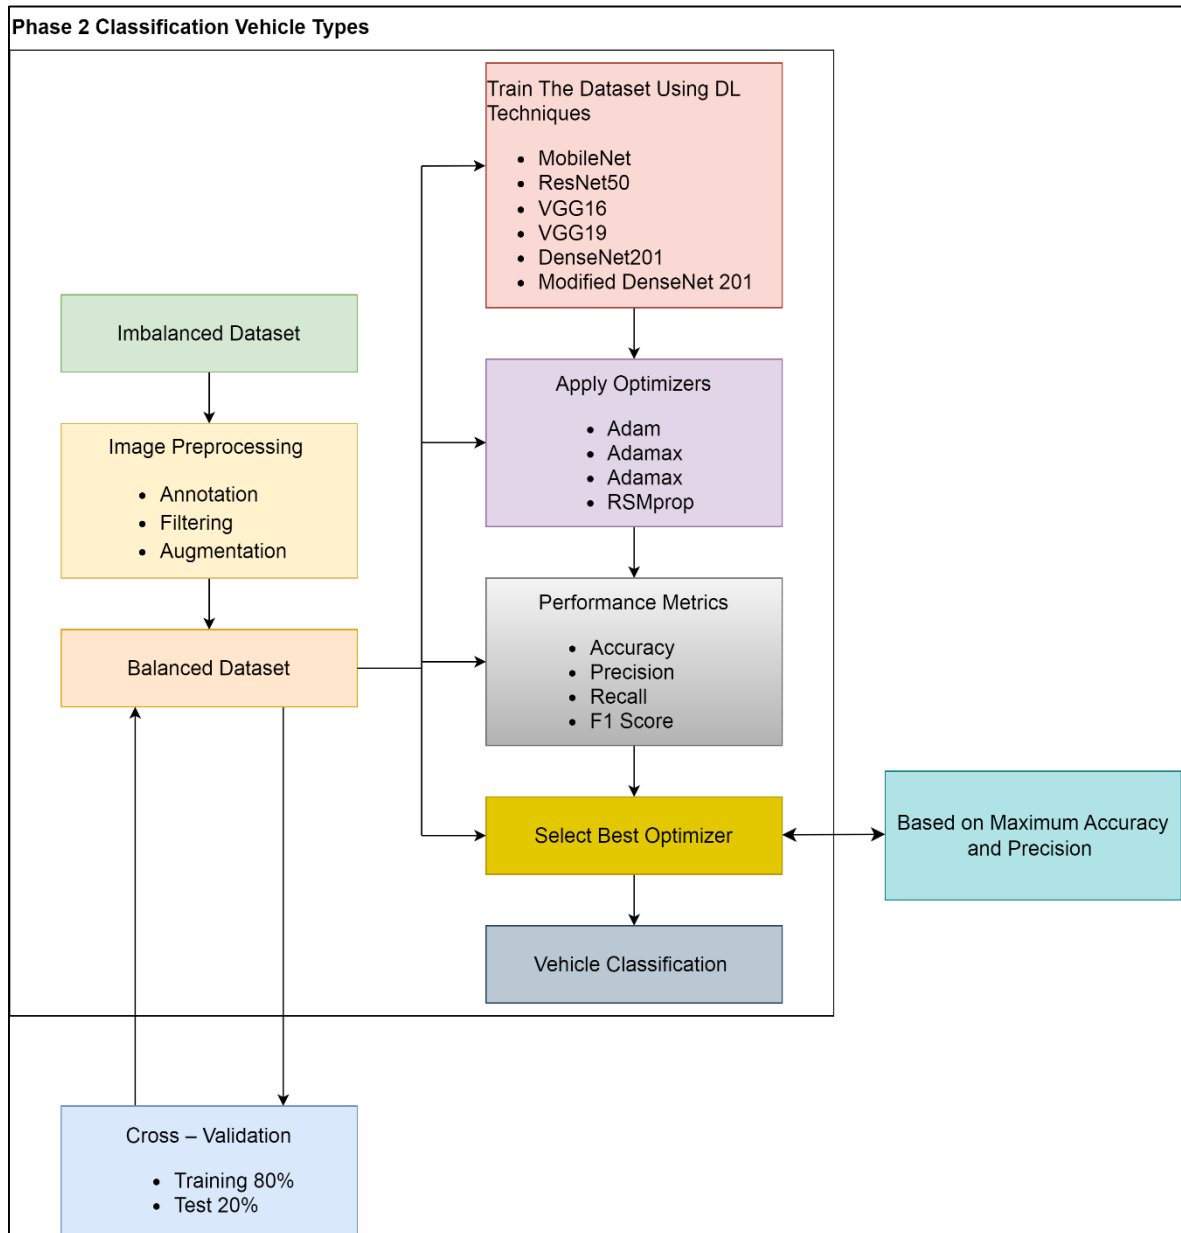 Phase 2 Classification Vehicle Types
Train The Dataset Using DL
Techniques
• MobileNet
• ResNet50
• VGG16
• VGG19
• DenseNet201
• Modified DenseNet 201
Imbalanced Dataset
Image Preprocessing
• Annotation
• Filtering
• Augmentation
Balanced Dataset
Apply Optimizers
• Adam
• Adamax
• Adamax
• RSMprop
Performance Metrics
• Accuracy
• Precision
• Recall
• F1 Score
Select Best Optimizer
Based on Maximum Accuracy
and Precision
Vehicle Classification
Cross – Validation
• Training 80%
• Test 20%